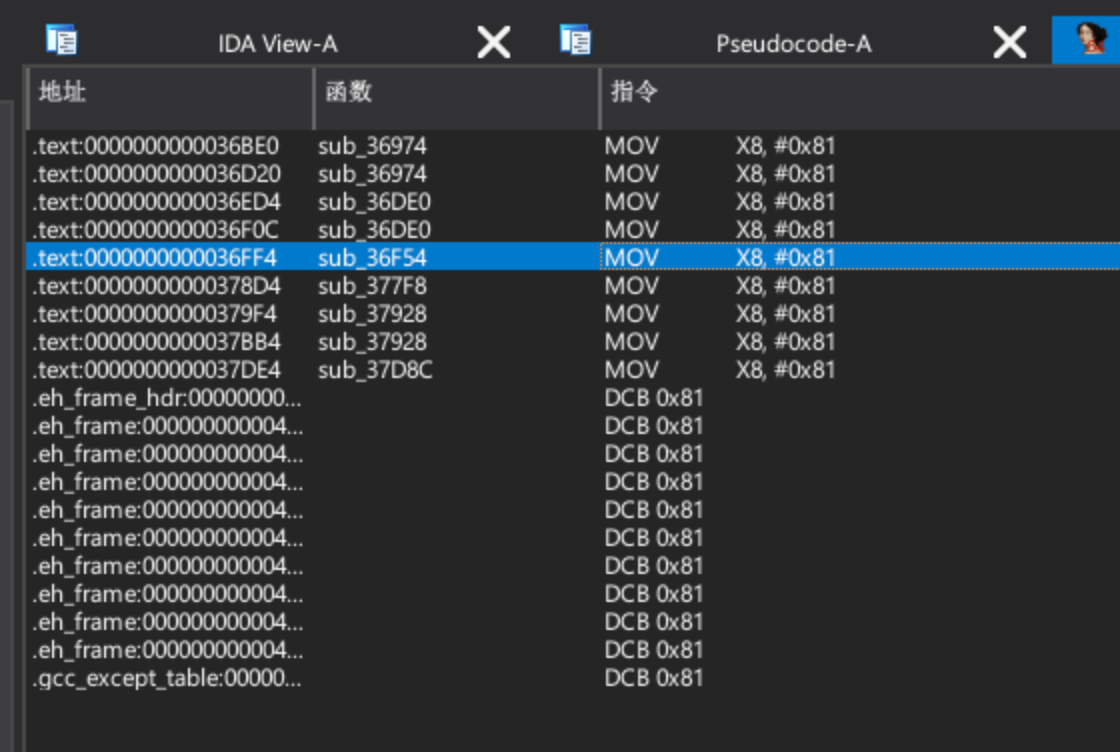 IDA View-A Pseudocode-A
地址 函数 指令
.text:0000000000036BE0 sub_36974 MOV X8, #0x81
.text:0000000000036D20 sub_36974 MOV X8, #0x81
.text:0000000000036ED4 sub_36DE0 MOV X8, #0x81
.text:0000000000036F0C sub_36DE0 MOV X8, #0x81
.text:0000000000036FF4 sub_36F54 MOV X8, #0x81
.text:00000000000378D4 sub_377F8 MOV X8, #0x81
.text:00000000000379F4 sub_37928 MOV X8, #0x81
.text:0000000000037BB4 sub_37928 MOV X8, #0x81
.text:0000000000037DE4 sub_37D8C MOV X8, #0x81
.eh_frame_hdr:00000000... DCB 0x81
.eh_frame:000000000004... DCB 0x81
.eh_frame:000000000004... DCB 0x81
.eh_frame:000000000004... DCB 0x81
.eh_frame:000000000004... DCB 0x81
.eh_frame:000000000004... DCB 0x81
.eh_frame:000000000004... DCB 0x81
.eh_frame:000000000004... DCB 0x81
.eh_frame:000000000004... DCB 0x81
.eh_frame:000000000004... DCB 0x81
.gcc_except_table:00000... DCB 0x81